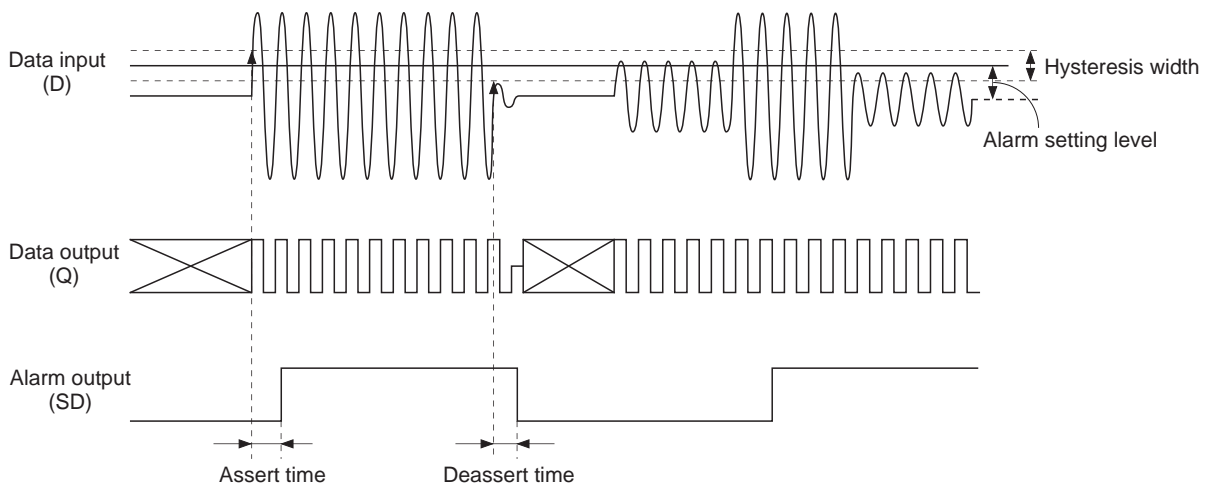 Data input
(D)
Hysteresis width
Alarm setting level
Data output
(Q)
Alarm output
(SD)
Assert time
Deassert time